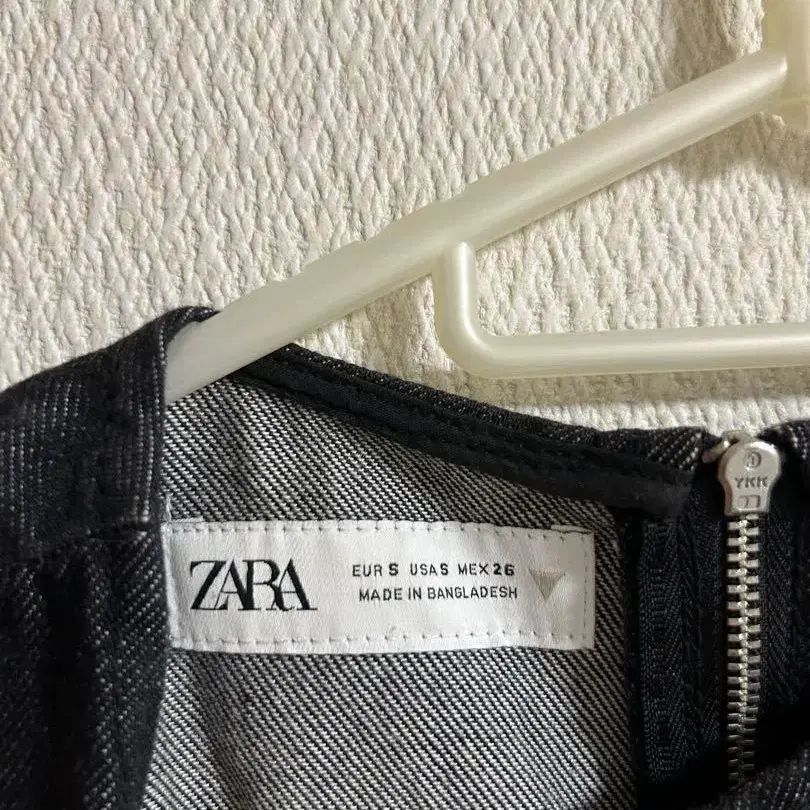 ZARA
EUR S USA S MEX 26
MADE IN BANGLADESH
YKK